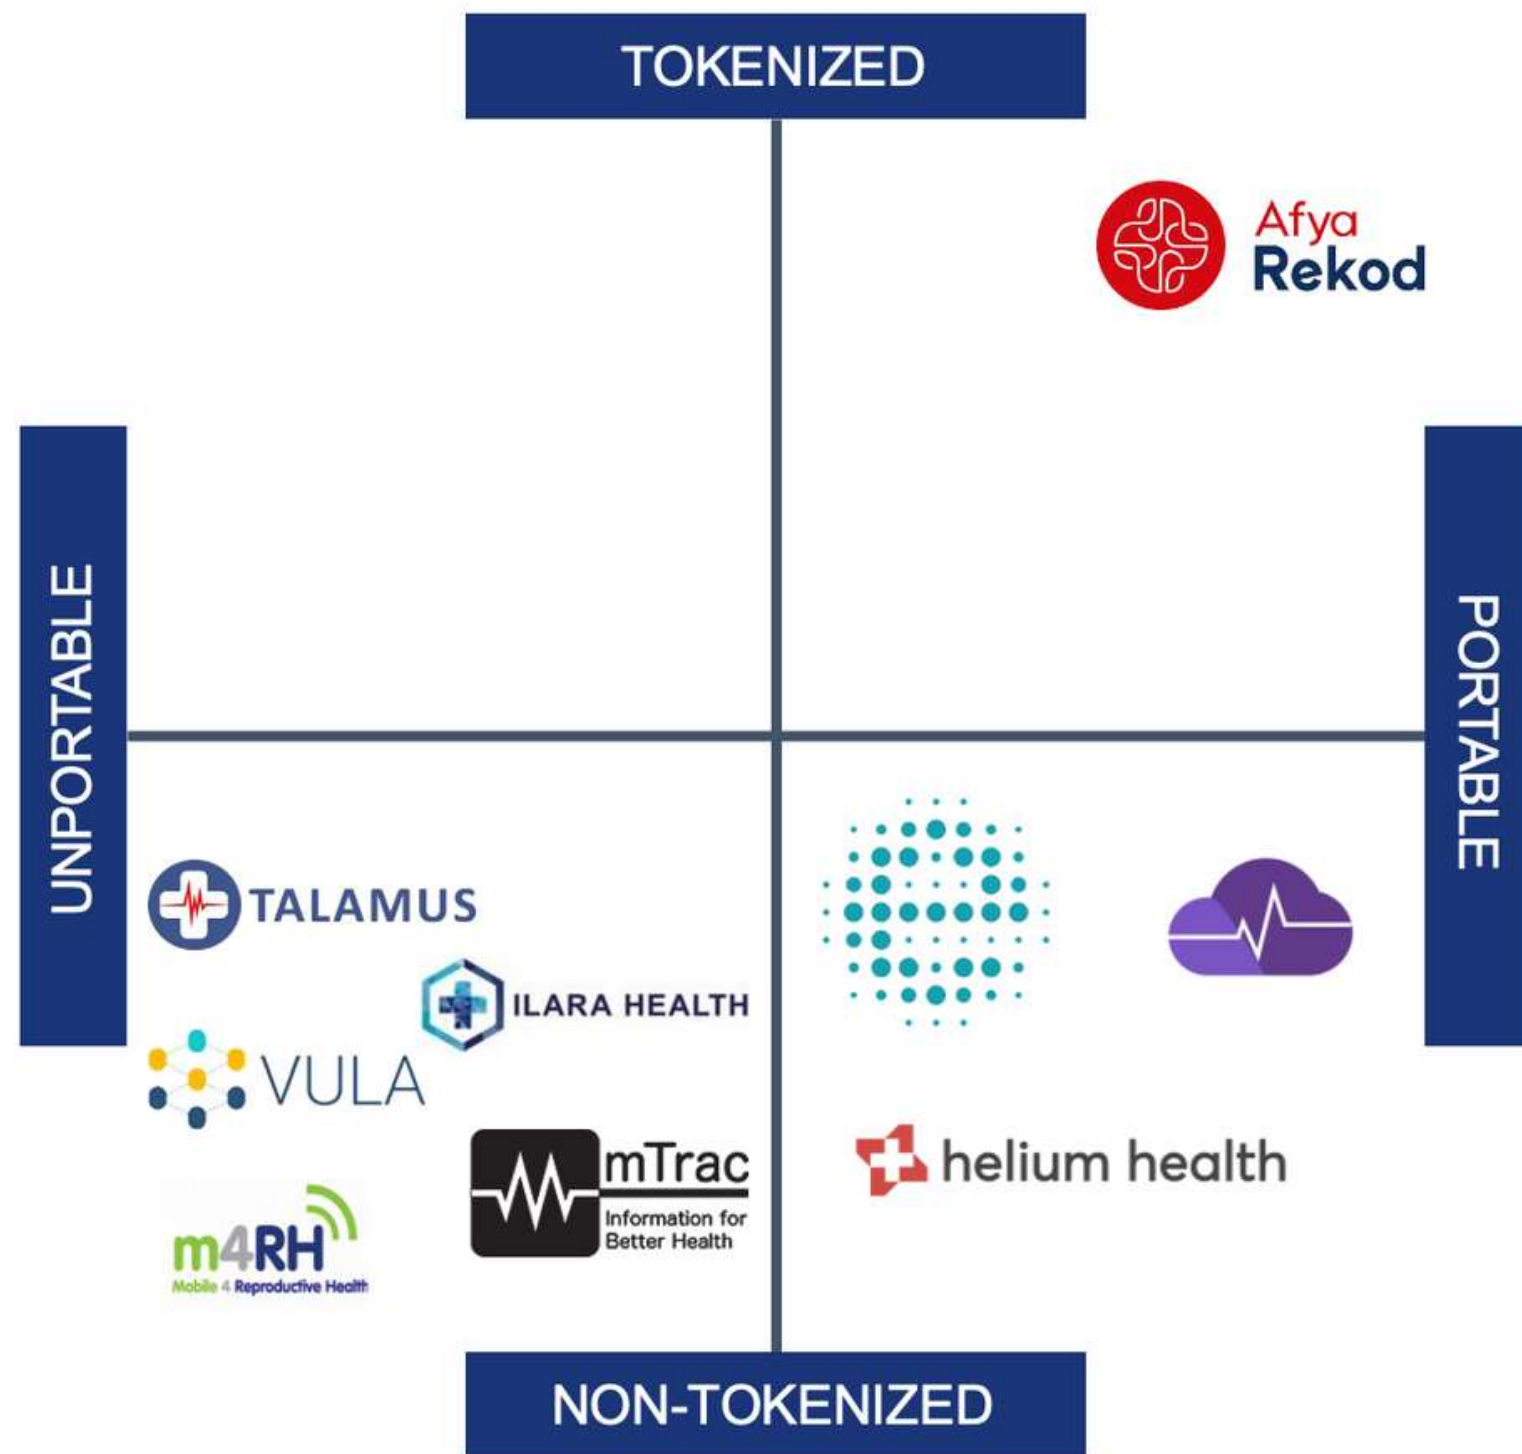 TOKENIZED
Afya
Rekod
UNPORTABLE
PORTABLE
TALAMUS
ILARA HEALTH
VULA
mTrac
Information for
Better Health
helium health
m4RH
Mobile 4 Reproductive Health
NON-TOKENIZED